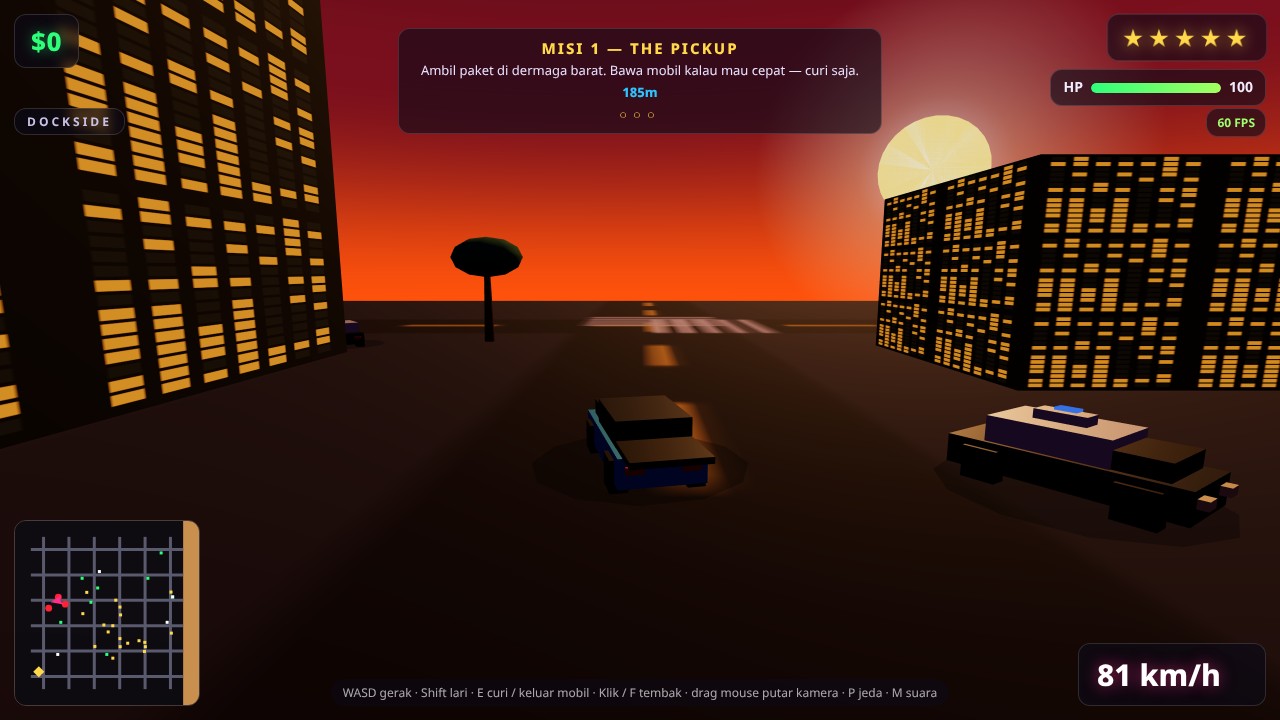 $0
MISI 1 — THE PICKUP
Ambil paket di dermaga barat. Bawa mobil kalau mau cepat — curi saja.
185m
★ ★ ★ ★ ★
HP 100
60 FPS
DOCKSIDE
81 km/h
WASD gerak · Shift lari · E curi / keluar mobil · Klik / F tembak · drag mouse putar kamera · P jeda · M suara